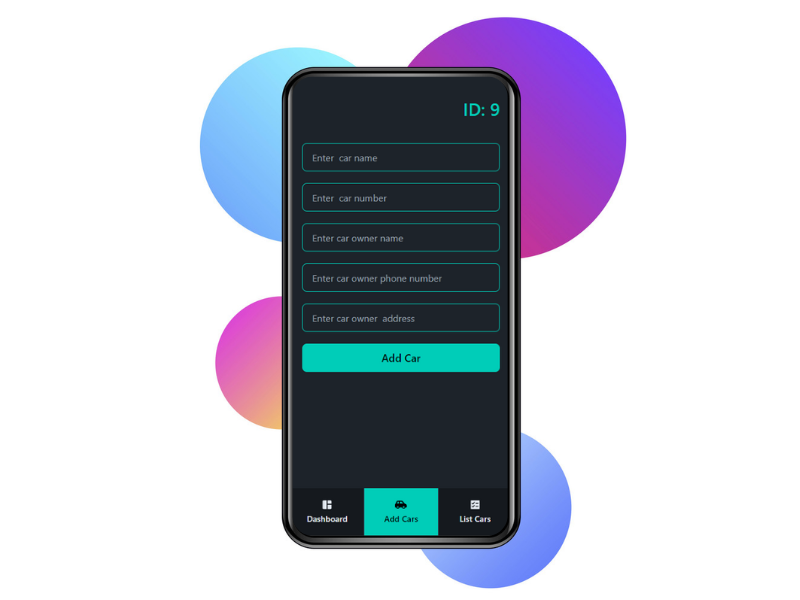 ID: 9
Enter car name
Enter car number
Enter car owner name
Enter car owner phone number
Enter car owner address
Add Car
Dashboard
Add Cars
List Cars